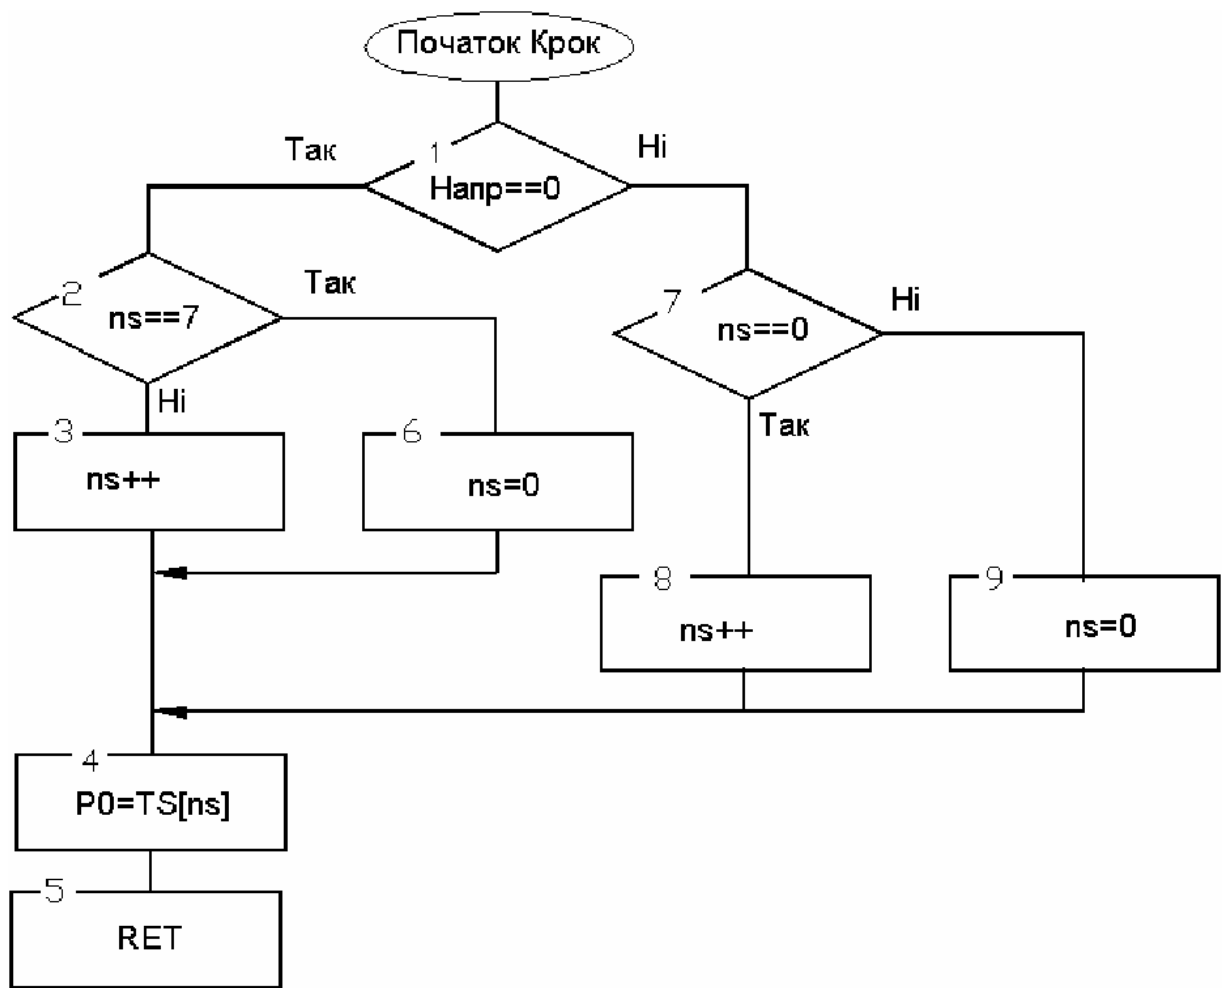 Початок Крок
Так
1
Ні
Напр==0
2
ns==7
Так
Ні
7
ns==0
Ні
Так
3
ns++
6
ns=0
8
ns++
9
ns=0
4
P0=TS[ns]
5
RET